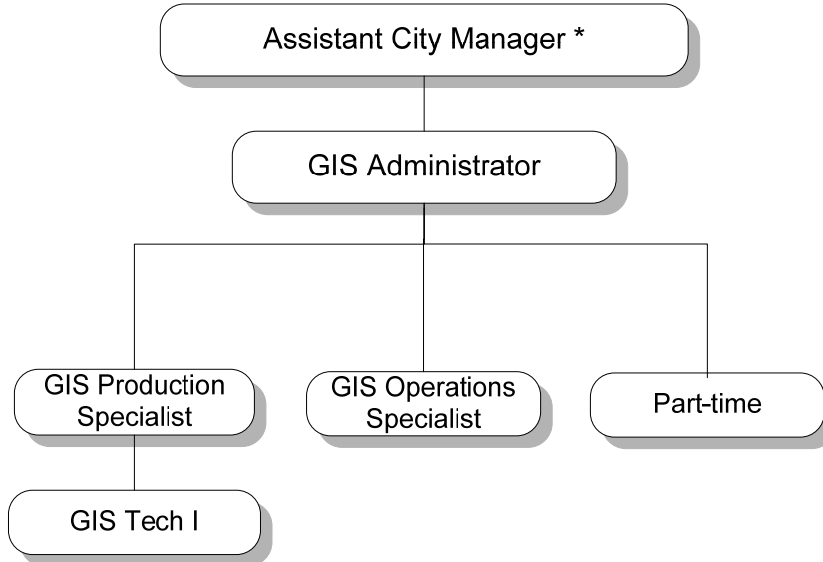 Assistant City Manager *
GIS Administrator
GIS Production
Specialist
GIS Operations
Specialist
Part-time
GIS Tech I